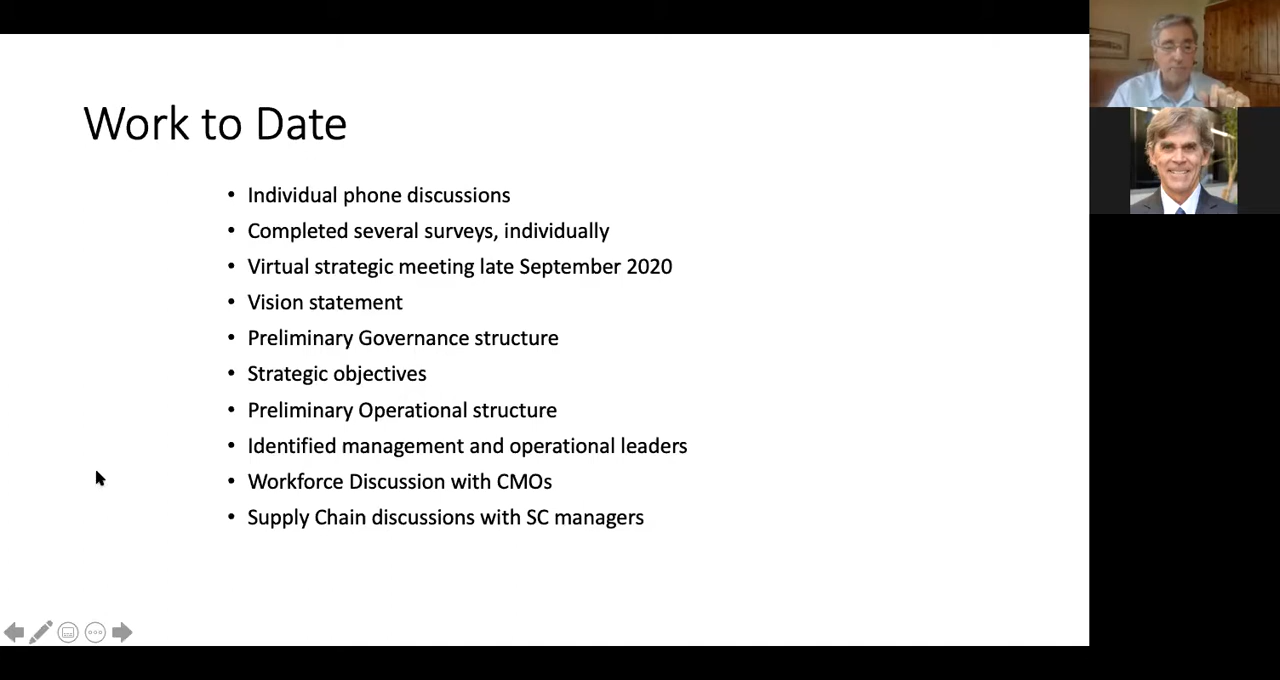 Work to Date
• Individual phone discussions
• Completed several surveys, individually
• Virtual strategic meeting late September 2020
• Vision statement
• Preliminary Governance structure
• Strategic objectives
• Preliminary Operational structure
• Identified management and operational leaders
• Workforce Discussion with CMOs
• Supply Chain discussions with SC managers